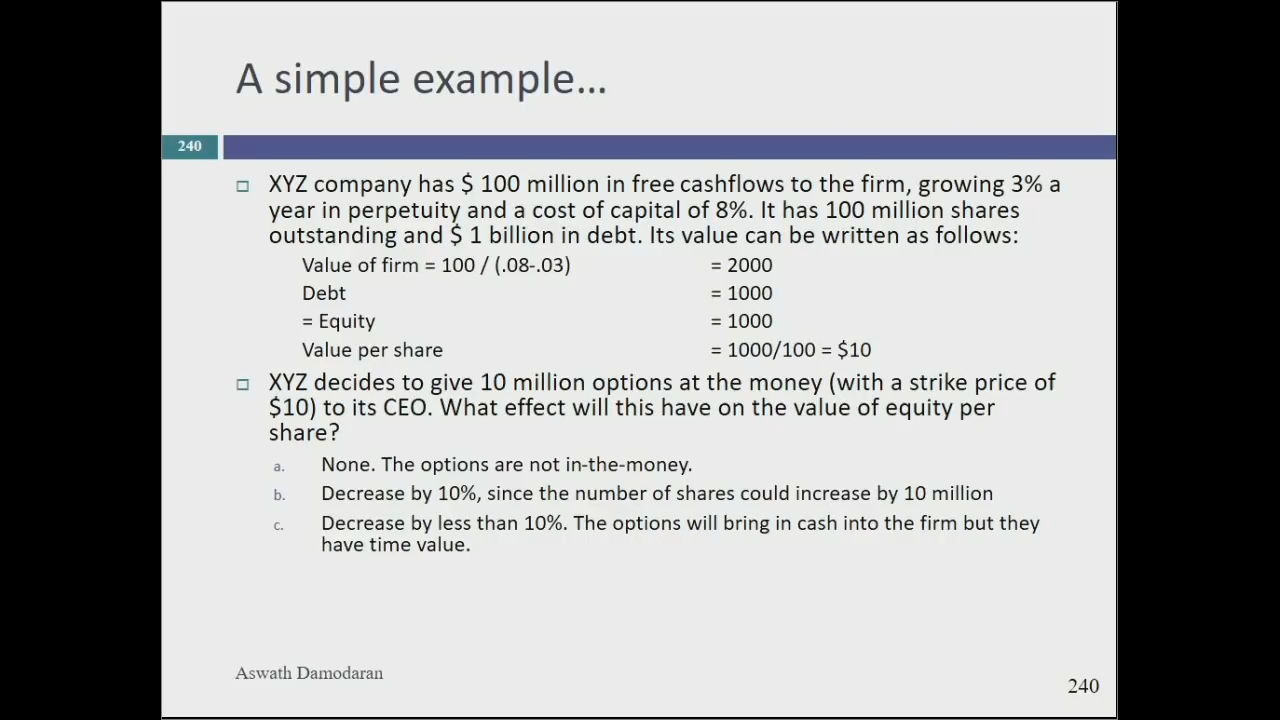 A simple example...
240
XYZ company has $ 100 million in free cashflows to the firm, growing 3% a
year in perpetuity and a cost of capital of 8%. It has 100 million shares
outstanding and $ 1 billion in debt. Its value can be written as follows:
Value of firm = 100 / (.08-.03) = 2000
Debt = 1000
= Equity = 1000
Value per share = 1000/100 = $10
XYZ decides to give 10 million options at the money (with a strike price of
$10) to its CEO. What effect will this have on the value of equity per
share?
a. None. The options are not in-the-money.
b. Decrease by 10%, since the number of shares could increase by 10 million
c. Decrease by less than 10%. The options will bring in cash into the firm but they
have time value.
Aswath Damodaran
240